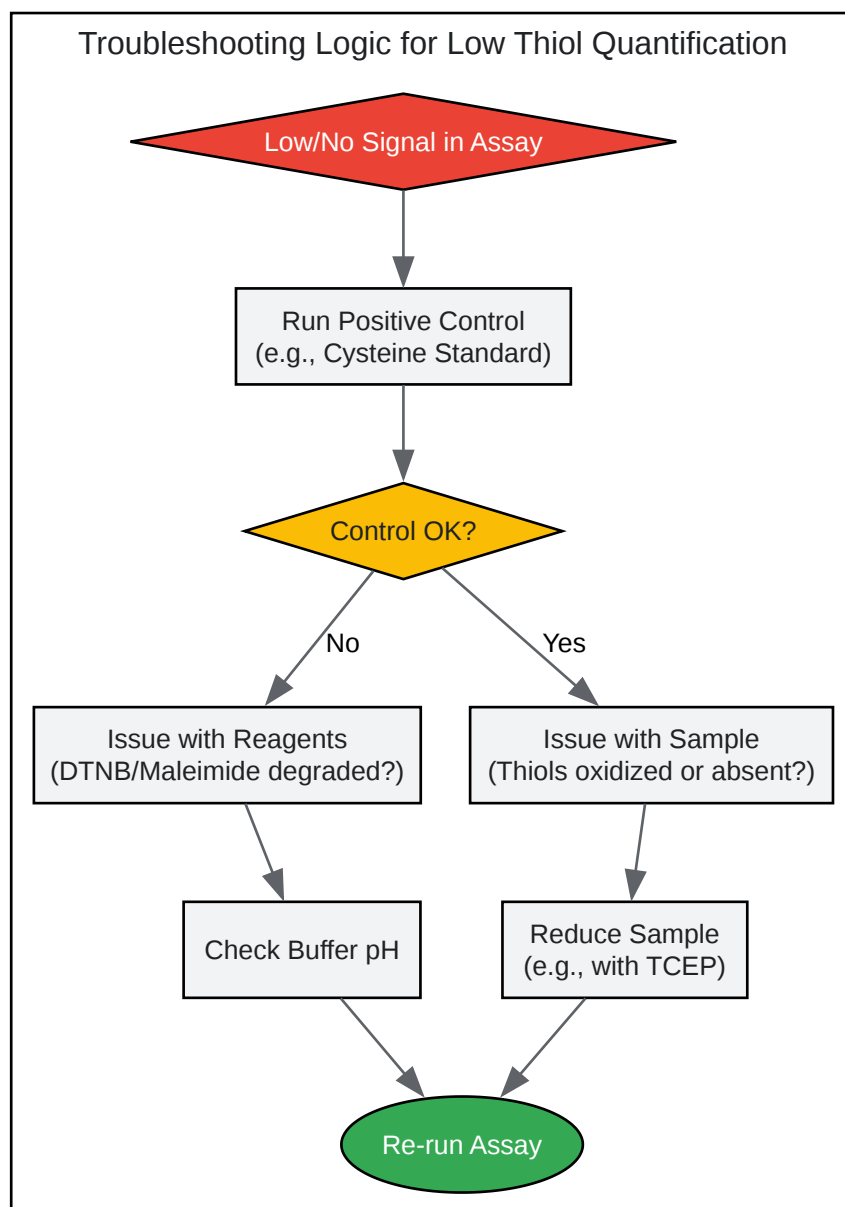 Troubleshooting Logic for Low Thiol Quantification
Low/No Signal in Assay
Run Positive Control
(e.g., Cysteine Standard)
Control OK?
No
Yes
Issue with Reagents
(DTNB/Maleimide degraded?)
Issue with Sample
(Thiols oxidized or absent?)
Check Buffer pH
Reduce Sample
(e.g., with TCEP)
Re-run Assay